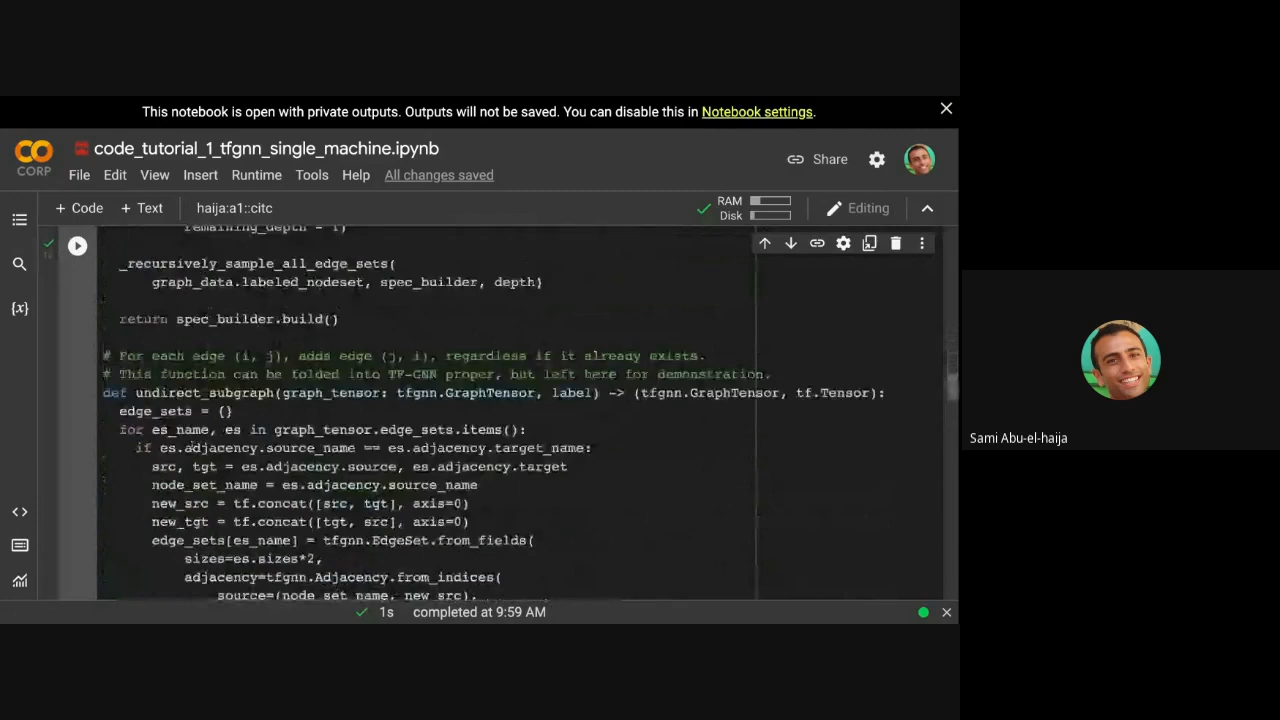 This notebook is open with private outputs. Outputs will not be saved. You can disable this in Notebook settings.
CO
CORP
code_tutorial_1_tfgnn_single_machine.ipynb
Share
File Edit View Insert Runtime Tools Help All changes saved
+ Code + Text haija:a1::citc
RAM
Disk
Editing
remaining_depth - 1)
_recursively_sample_all_edge_sets(
graph_data.labeled_nodeset, spec_builder, depth)
return spec_builder.build()
# For each edge (i, j), adds edge (j, i), regardless if it already exists.
# This function can be folded into TF-GNN proper, but left here for demonstration.
def undirect_subgraph(graph_tensor: tfgnn.GraphTensor, label) -> (tfgnn.GraphTensor, tf.Tensor):
edge_sets = {}
for es_name, es in graph_tensor.edge_sets.items():
if es.adjacency.source_name == es.adjacency.target_name:
src, tgt = es.adjacency.source, es.adjacency.target
node_set_name = es.adjacency.source_name
new_src = tf.concat([src, tgt], axis=0)
new_tgt = tf.concat([tgt, src], axis=0)
edge_sets[es_name] = tfgnn.EdgeSet.from_fields(
sizes=es.sizes*2,
adjacency=tfgnn.Adjacency.from_indices(
source=(node_set_name, new_src),
{x}
<>
1s completed at 9:59 AM
Sami Abu-el-haija